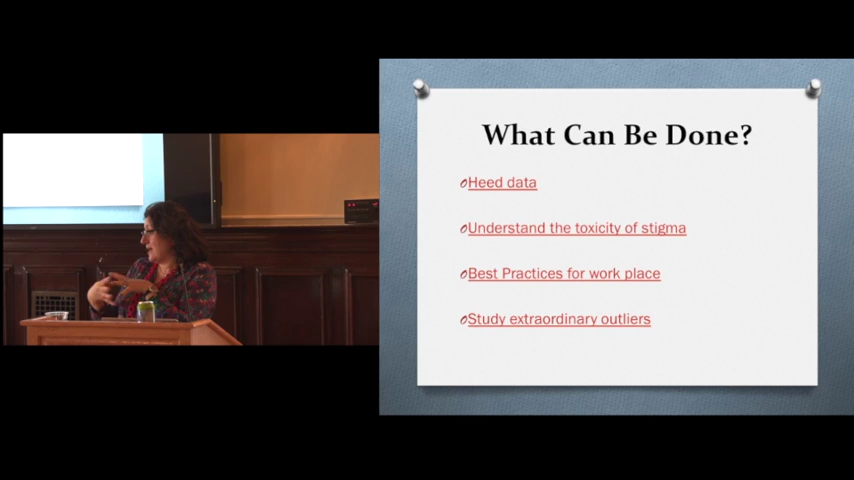 What Can Be Done?
Heed data
Understand the toxicity of stigma
Best Practices for work place
Study extraordinary outliers